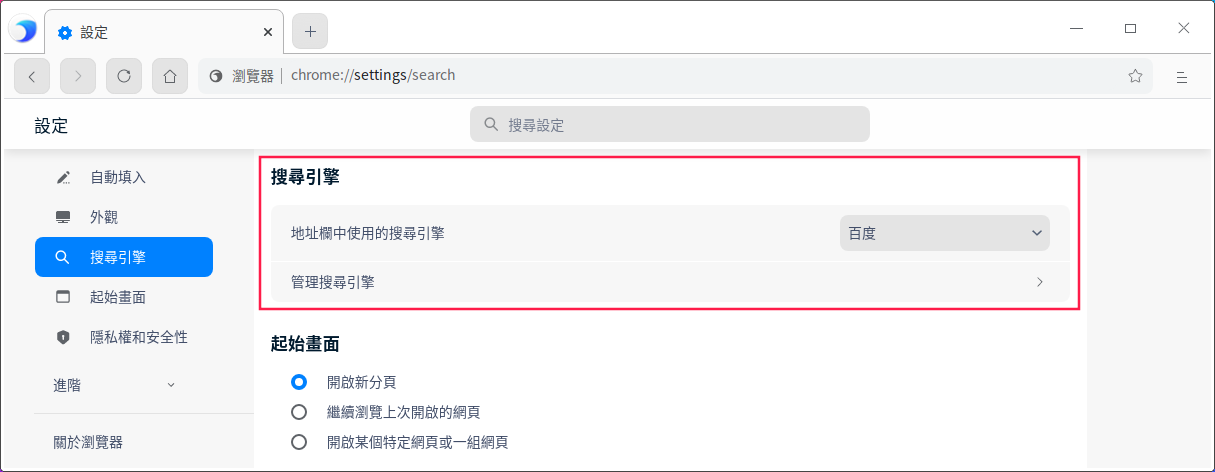 設定
瀏覽器 | chrome://settings/search
設定
搜尋設定
自動填入
外觀
搜尋引擎
起始畫面
隱私權和安全性
進階
關於瀏覽器
搜尋引擎
地址欄中使用的搜尋引擎
百度
管理搜尋引擎
起始畫面
開啟新分頁
繼續瀏覽上次開啟的網頁
開啟某個特定網頁或一組網頁